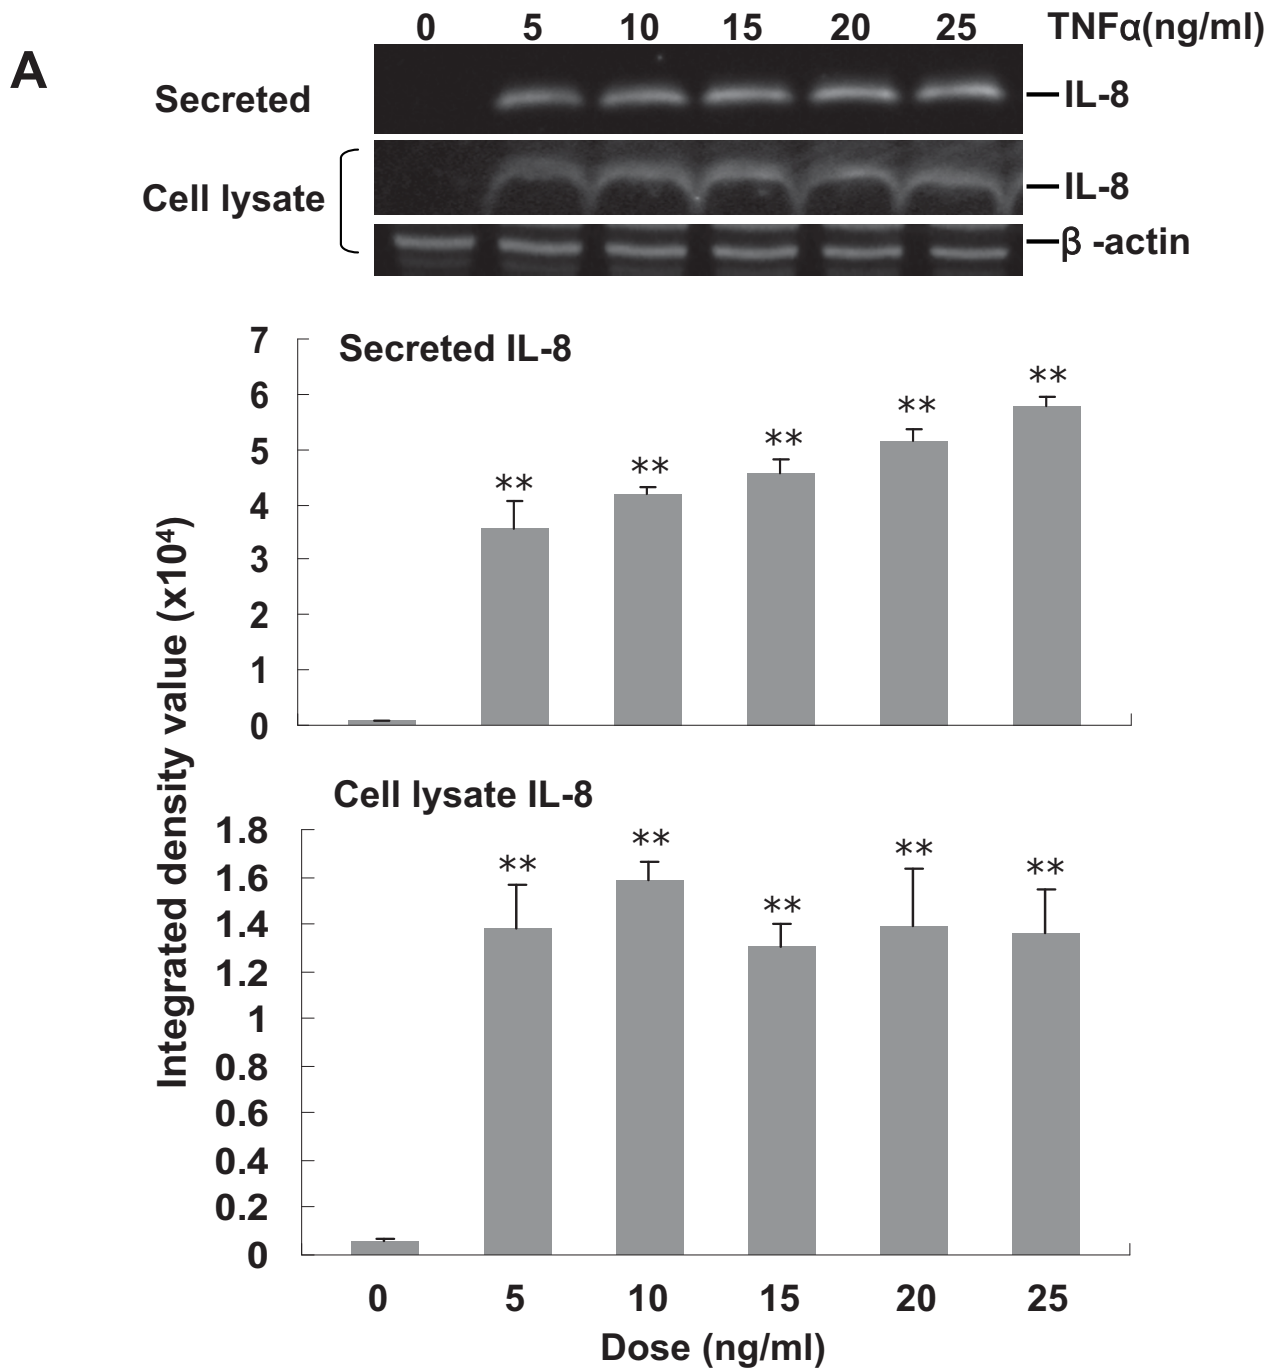 0 5 10 15 20 25 TNFα(ng/ml)
A
Secreted
IL-8
Cell lysate
IL-8
β -actin
Integrated density value (x10⁴)
Secreted IL-8
7
6
5
4
3
2
1
0
**
**
**
**
**
Cell lysate IL-8
1.8
1.6
1.4
1.2
1
0.8
0.6
0.4
0.2
0
**
**
**
**
**
0 5 10 15 20 25
Dose (ng/ml)